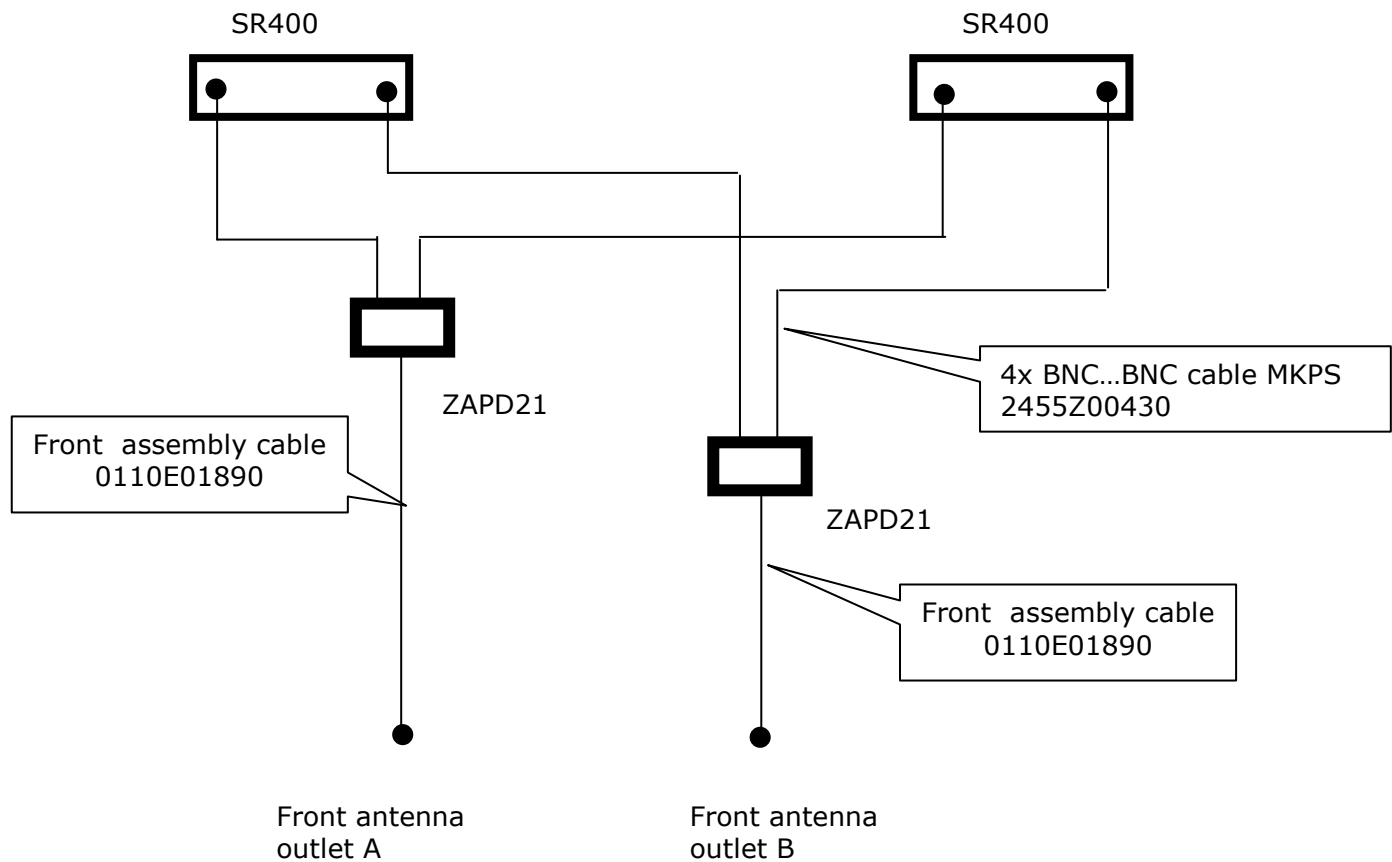 SR400
SR400
4x BNC…BNC cable MKPS
2455Z00430
ZAPD21
Front assembly cable
0110E01890
ZAPD21
Front assembly cable
0110E01890
Front antenna
outlet A
Front antenna
outlet B